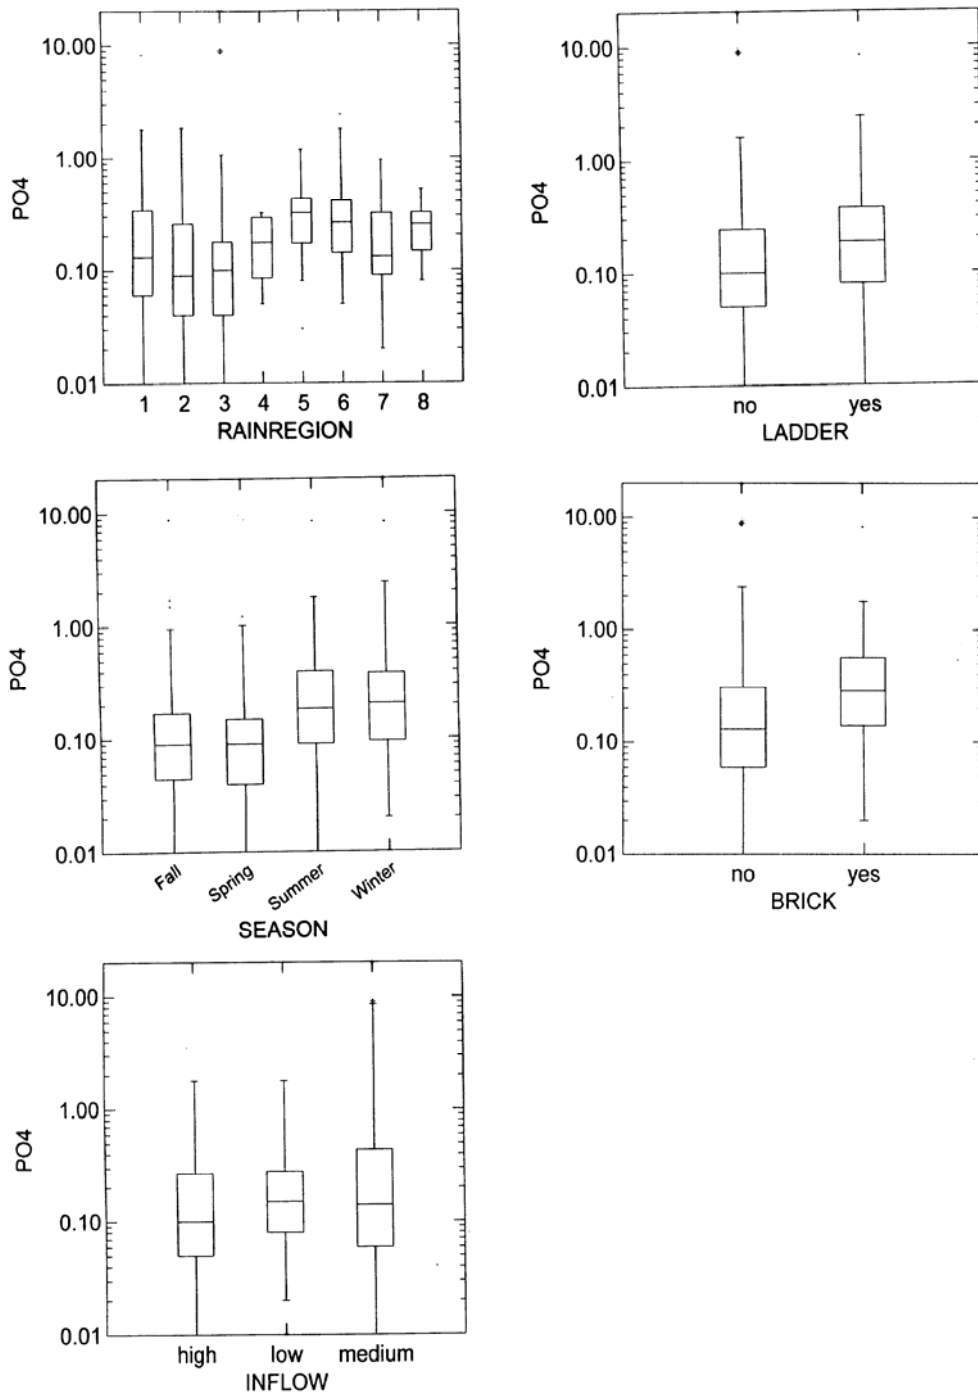 10.00
1.00
0.10
0.01
PO4
1 2 3 4 5 6 7 8
RAINREGION
10.00
1.00
0.10
0.01
PO4
no yes
LADDER
10.00
1.00
0.10
0.01
PO4
Fall Spring Summer Winter
SEASON
10.00
1.00
0.10
0.01
PO4
no yes
BRICK
10.00
1.00
0.10
0.01
PO4
high low medium
INFLOW